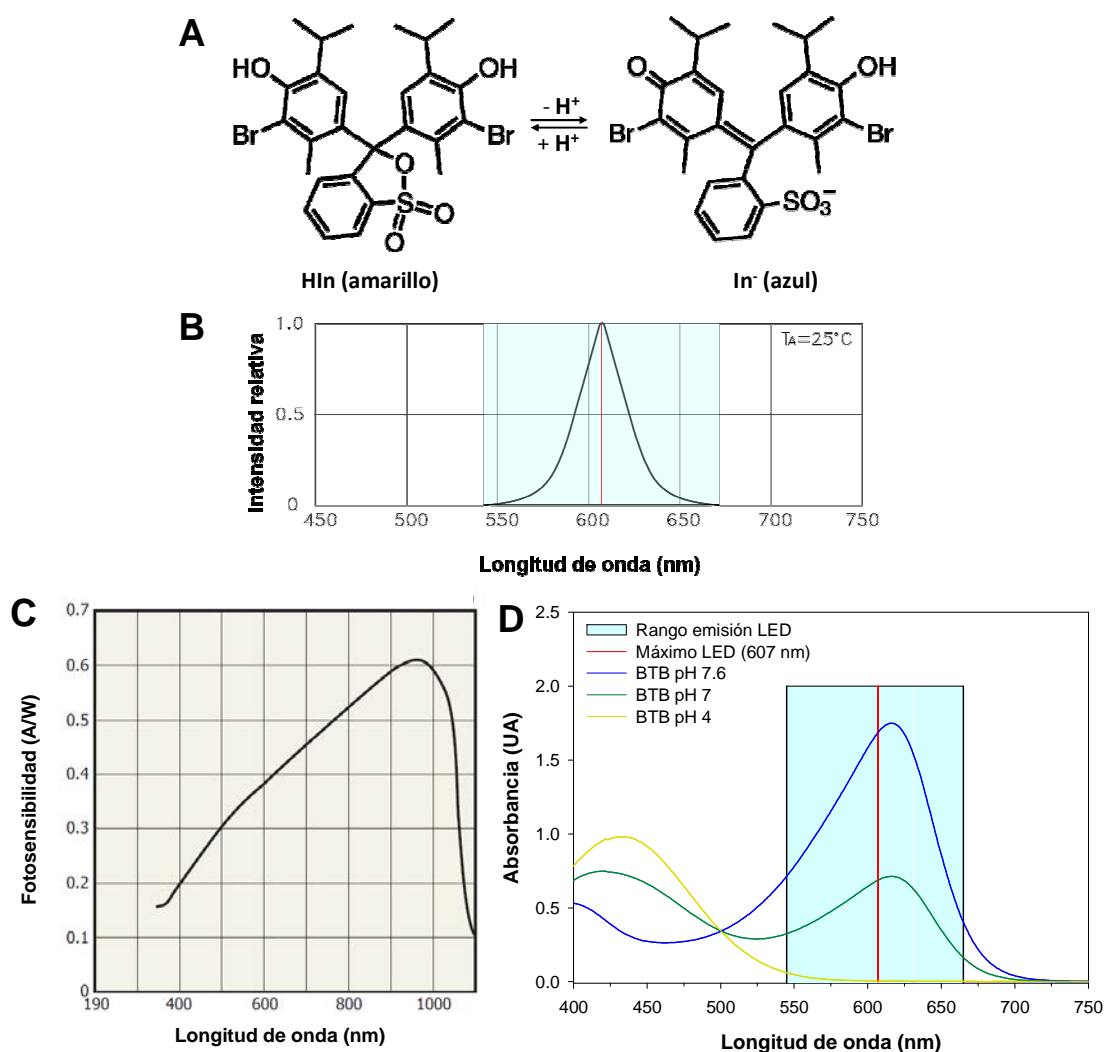 A
HO
OH
Br
Br
O
S
O
O
- H⁺
+ H⁺
O
OH
Br
Br
SO₃⁻
HIn (amarillo)
In⁻ (azul)
B
Intensidad relativa
1.0
0.5
0
TA=25°C
450 500 550 600 650 700 750
Longitud de onda (nm)
C
Fotosensibilidad (A/W)
0.7
0.6
0.5
0.4
0.3
0.2
0.1
0
190 400 600 800 1000
Longitud de onda (nm)
D
Absorbancia (UA)
2.5
2.0
1.5
1.0
0.5
0.0
Rango emisión LED
Máximo LED (607 nm)
BTB pH 7.6
BTB pH 7
BTB pH 4
400 450 500 550 600 650 700 750
Longitud de onda (nm)